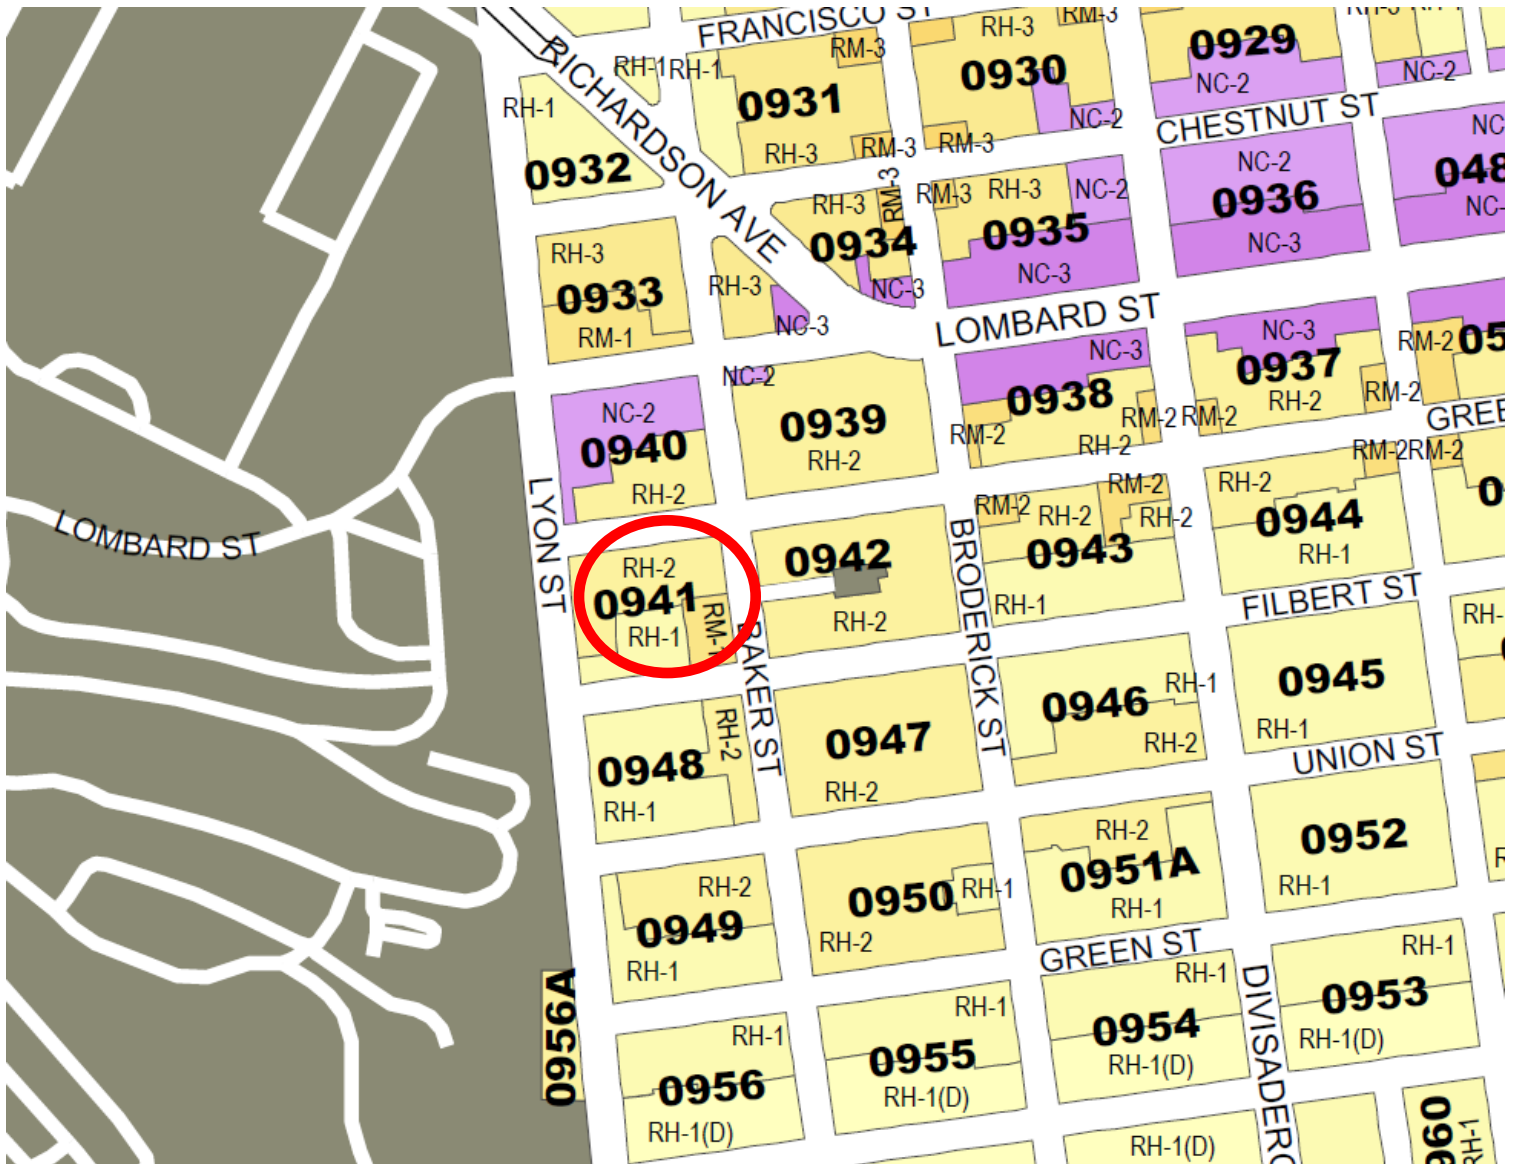 FRANCISCO ST
RH-3
RM-3
RM-3
0929
RICHARDSON AVE
RH-1
RH-1
0930
NC-2
NC-2
RH-1
0931
NC-2
CHESTNUT ST
RH-3
RM-3
RM-3
NC-2
0932
0936
RM-3
RM-3
RH-3
NC-2
RH-3
0934
0935
NC-3
RH-3
NC-3
NC-3
RH-3
0933
RM-1
NC-3
LOMBARD ST
NC-3
NC-3
RM-2
0937
NC-2
0938
RM-2
RH-2
RM-2
RM-2
RM-2
RH-2
NC-2
0939
0940
RH-2
RH-2
LYON ST
LOMBARD ST
RM-2
RM-2
RM-2
RM-2
RH-2
RH-2
RH-2
0942
0943
0944
RH-1
BRODERICK ST
RH-2
0941
RH-1
RM-1
RH-2
RH-1
FILBERT ST
BAKER ST
0945
RH-1
0946
RH-1
RH-2
RH-2
0947
RH-2
0948
RH-1
UNION ST
RH-2
0951A
RH-1
0952
RH-1
RH-2
0949
RH-1
0950
RH-1
RH-2
GREEN ST
RH-1
RH-1
0953
RH-1(D)
0956A
RH-1
0954
RH-1(D)
RH-1
0955
RH-1(D)
0956
RH-1(D)
RH-1(D)